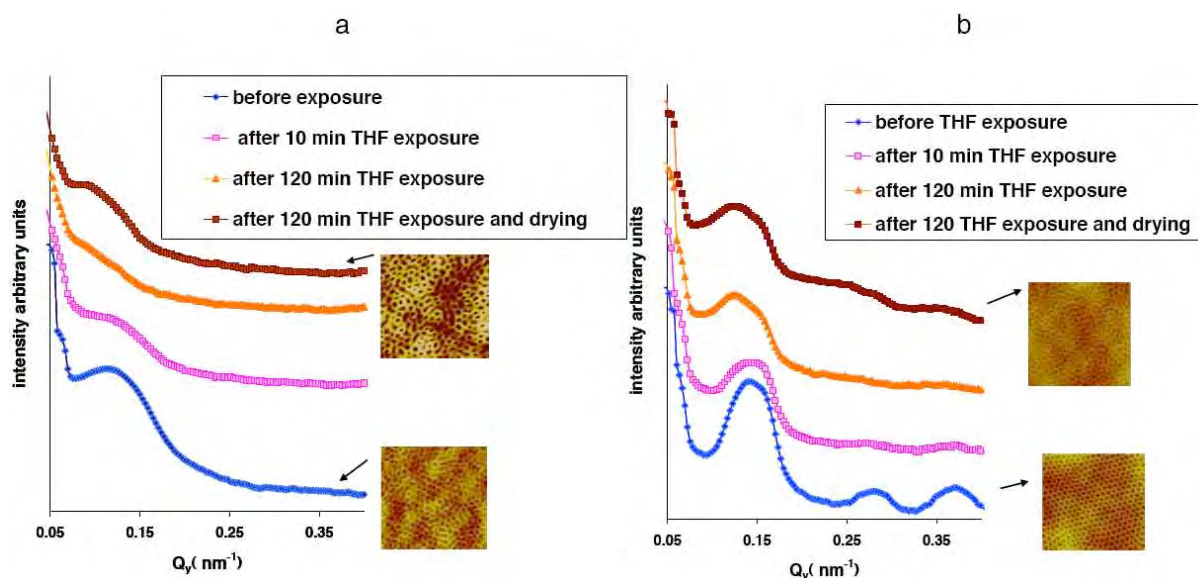 a
before exposure
after 10 min THF exposure
after 120 min THF exposure
after 120 min THF exposure and drying
intensity arbitrary units
0.05 0.15 0.25 0.35
Qy( nm-1)
b
before THF exposure
after 10 min THF exposure
after 120 min THF exposure
after 120 THF exposure and drying
intensity arbitrary units
0.05 0.15 0.25 0.35
Qy( nm-1)